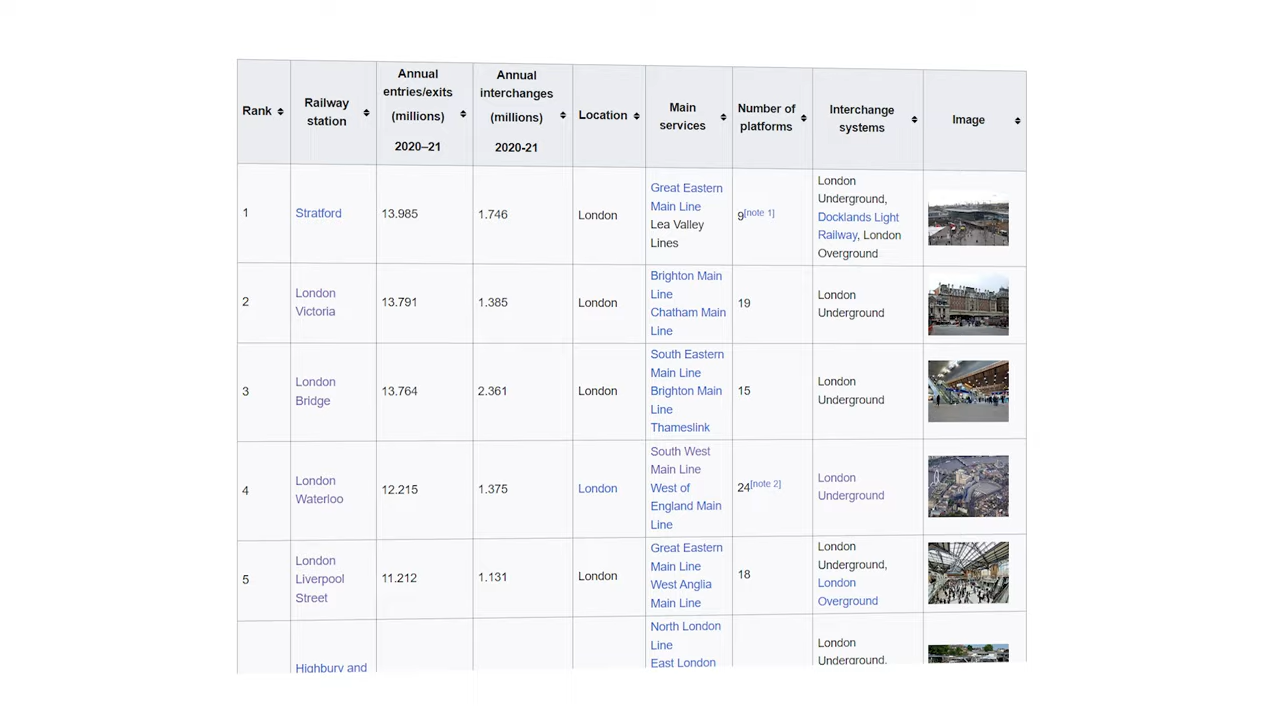 Rank
Railway
station
Annual
entries/exits
(millions)
2020–21
Annual
interchanges
(millions)
2020-21
Location
Main
services
Number of
platforms
Interchange
systems
Image
1
Stratford
13.985
1.746
London
Great Eastern
Main Line
Lea Valley
Lines
9[note 1]
London
Underground,
Docklands Light
Railway, London
Overground
2
London
Victoria
13.791
1.385
London
Brighton Main
Line
Chatham Main
Line
19
London
Underground
3
London
Bridge
13.764
2.361
London
South Eastern
Main Line
Brighton Main
Line
Thameslink
15
London
Underground
4
London
Waterloo
12.215
1.375
London
South West
Main Line
West of
England Main
Line
24[note 2]
London
Underground
5
London
Liverpool
Street
11.212
1.131
London
Great Eastern
Main Line
West Anglia
Main Line
18
London
Underground,
London
Overground
Highbury and
North London
Line
East London
London
Underground,